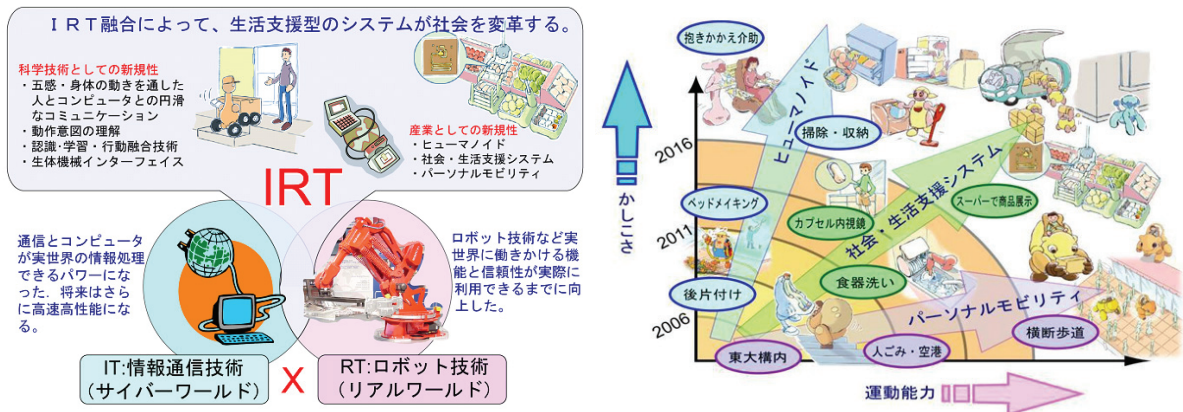 IRT融合によって、生活支援型のシステムが社会を変革する。
科学技術としての新規性
・五感・身体の動きを通した
人とコンピュータとの円滑
なコミュニケーション
・動作意図の理解
・認識･学習・行動融合技術
・生体機械インターフェイス
産業としての新規性
・ヒューマノイド
・社会・生活支援システム
・パーソナルモビリティ
IRT
通信とコンピュータ
が実世界の情報処理
できるパワーにな
った．将来はさら
に高速高性能にな
る。
ロボット技術など実
世界に働きかける機
能と信頼性が実際に
利用できるまでに向
上した。
IT:情報通信技術
（サイバーワールド）
X
RT:ロボット技術
（リアルワールド）
かしこさ
2016
2011
2006
抱きかかえ介助
ヒューマノイド
掃除・収納
ベッドメイキング
カプセル内視鏡
社会・生活支援システム
スーパーで商品展示
後片付け
食器洗い
パーソナルモビリティ
東大構内
人ごみ・空港
横断歩道
運動能力